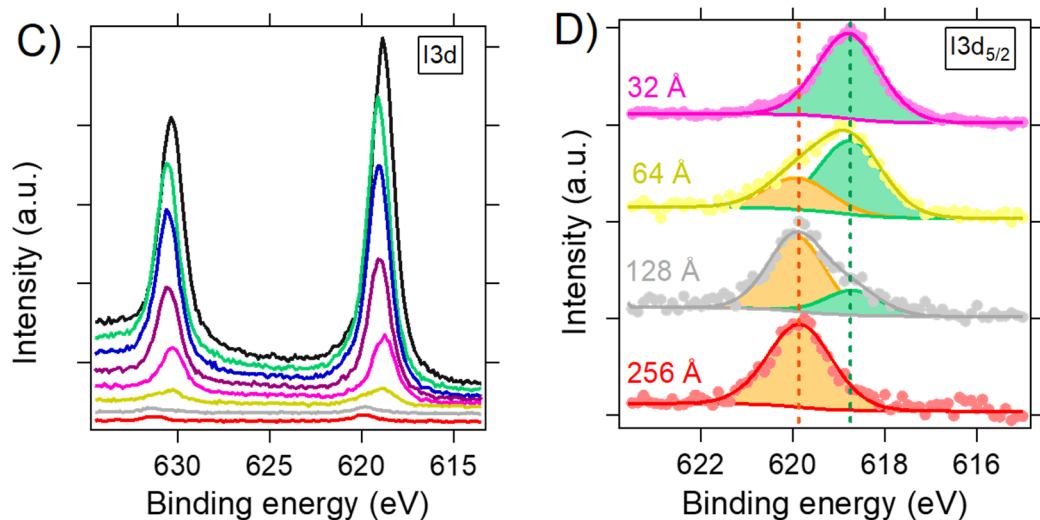 C)
I3d
Intensity (a.u.)
630
625
620
615
Binding energy (eV)
D)
I3d5/2
32 Å
64 Å
128 Å
256 Å
Intensity (a.u.)
622
620
618
616
Binding energy (eV)